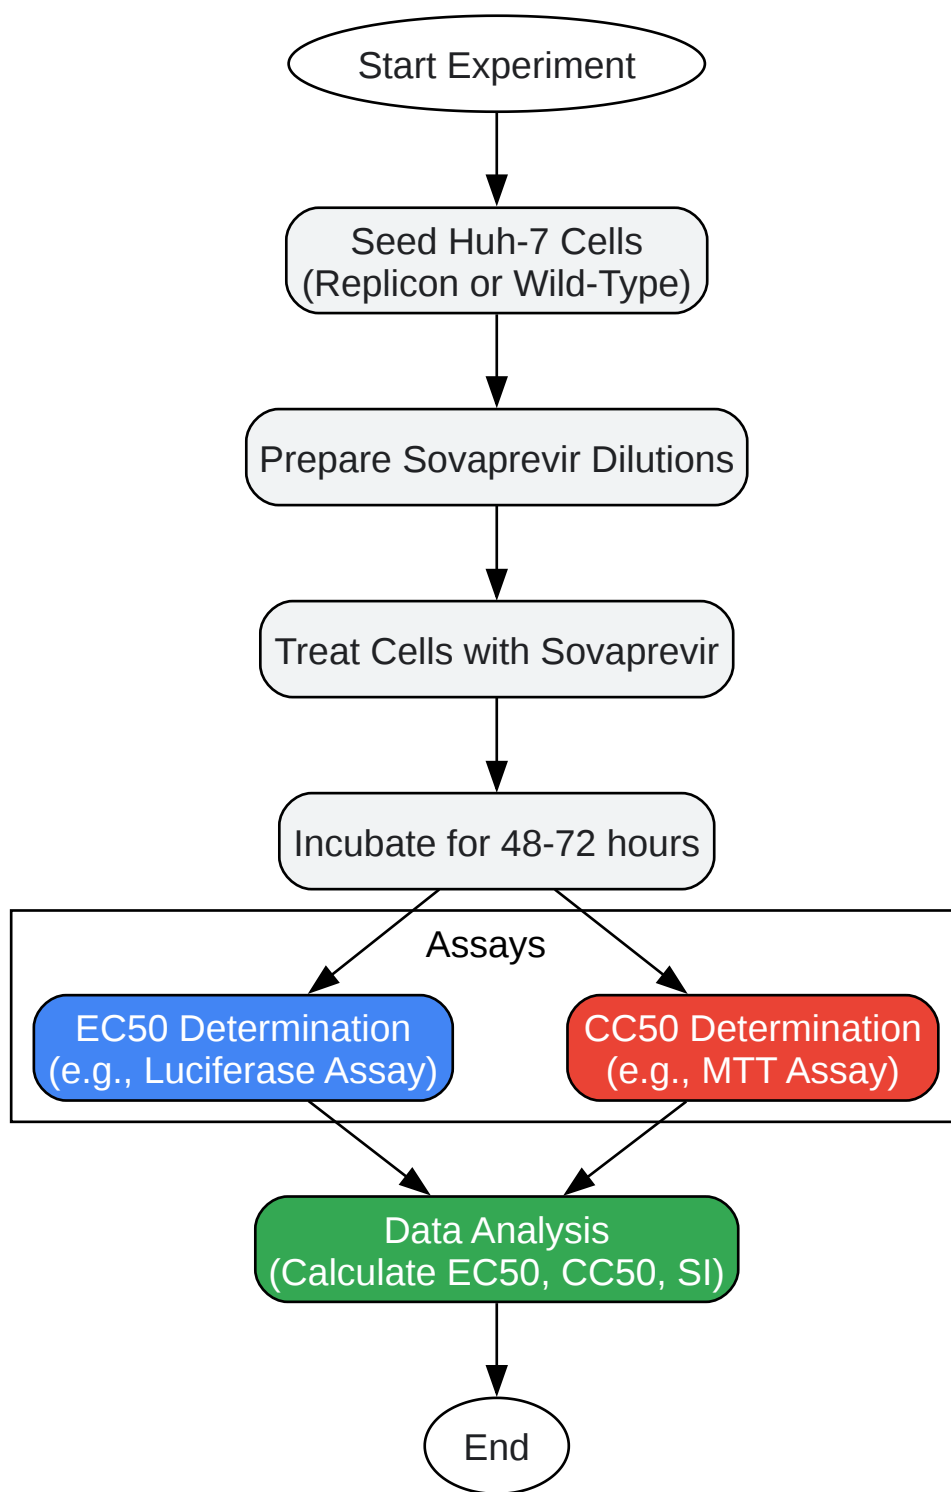 Start Experiment
Seed Huh-7 Cells
(Replicon or Wild-Type)
Prepare Sovaprevir Dilutions
Treat Cells with Sovaprevir
Incubate for 48-72 hours
Assays
EC50 Determination
(e.g., Luciferase Assay)
CC50 Determination
(e.g., MTT Assay)
Data Analysis
(Calculate EC50, CC50, SI)
End